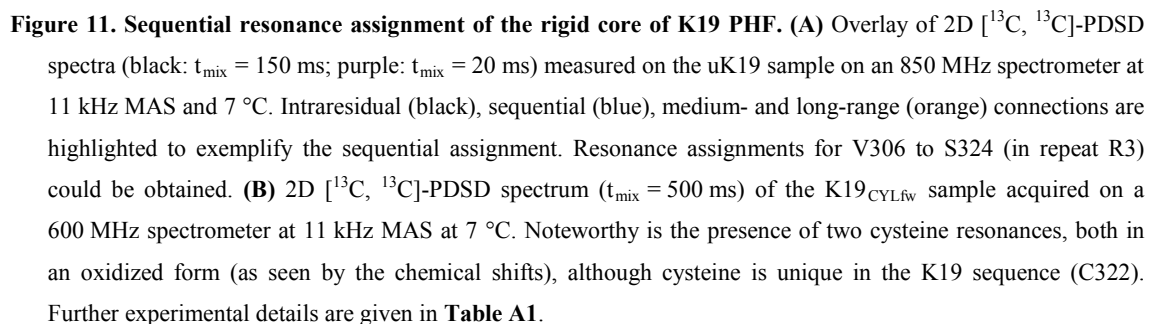 Figure 11. Sequential resonance assignment of the rigid core of K19 PHF. (A) Overlay of 2D [¹³C, ¹³C]-PDSD
spectra (black: tmix = 150 ms; purple: tmix = 20 ms) measured on the uK19 sample on an 850 MHz spectrometer at
11 kHz MAS and 7 °C. Intraresidual (black), sequential (blue), medium- and long-range (orange) connections are
highlighted to exemplify the sequential assignment. Resonance assignments for V306 to S324 (in repeat R3)
could be obtained. (B) 2D [¹³C, ¹³C]-PDSD spectrum (tmix = 500 ms) of the K19CYLfw sample acquired on a
600 MHz spectrometer at 11 kHz MAS at 7 °C. Noteworthy is the presence of two cysteine resonances, both in
an oxidized form (as seen by the chemical shifts), although cysteine is unique in the K19 sequence (C322).
Further experimental details are given in Table A1.